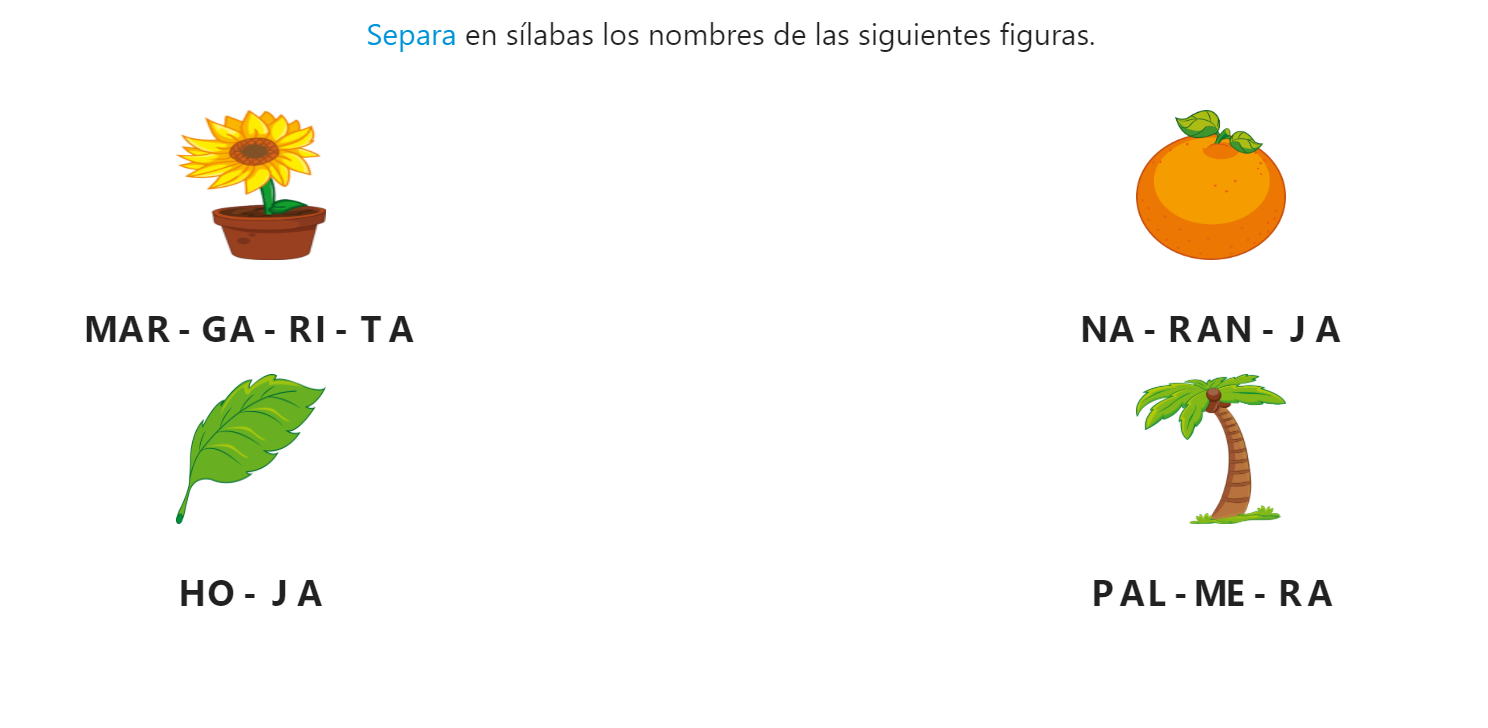 Separa en sílabas los nombres de las siguientes figuras.
MAR - GA - RI - TA
NA - RAN - JA
HO - JA
PAL - ME - RA